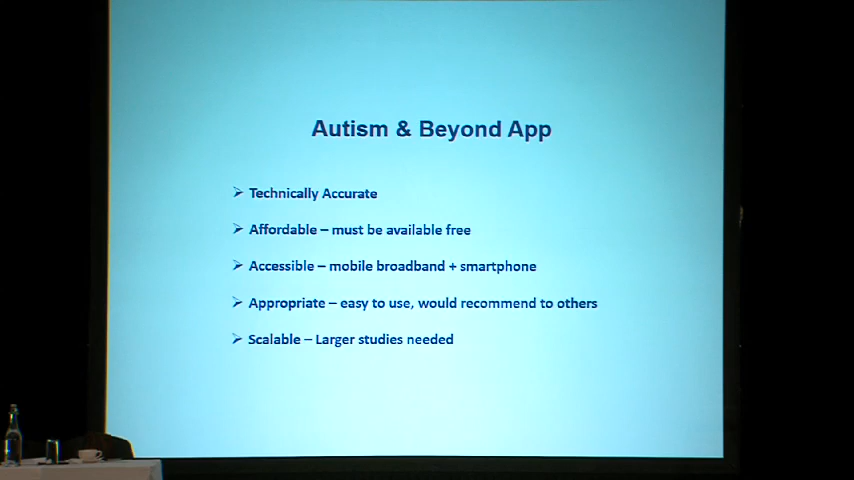 Autism & Beyond App
➢ Technically Accurate
➢ Affordable – must be available free
➢ Accessible – mobile broadband + smartphone
➢ Appropriate – easy to use, would recommend to others
➢ Scalable – Larger studies needed